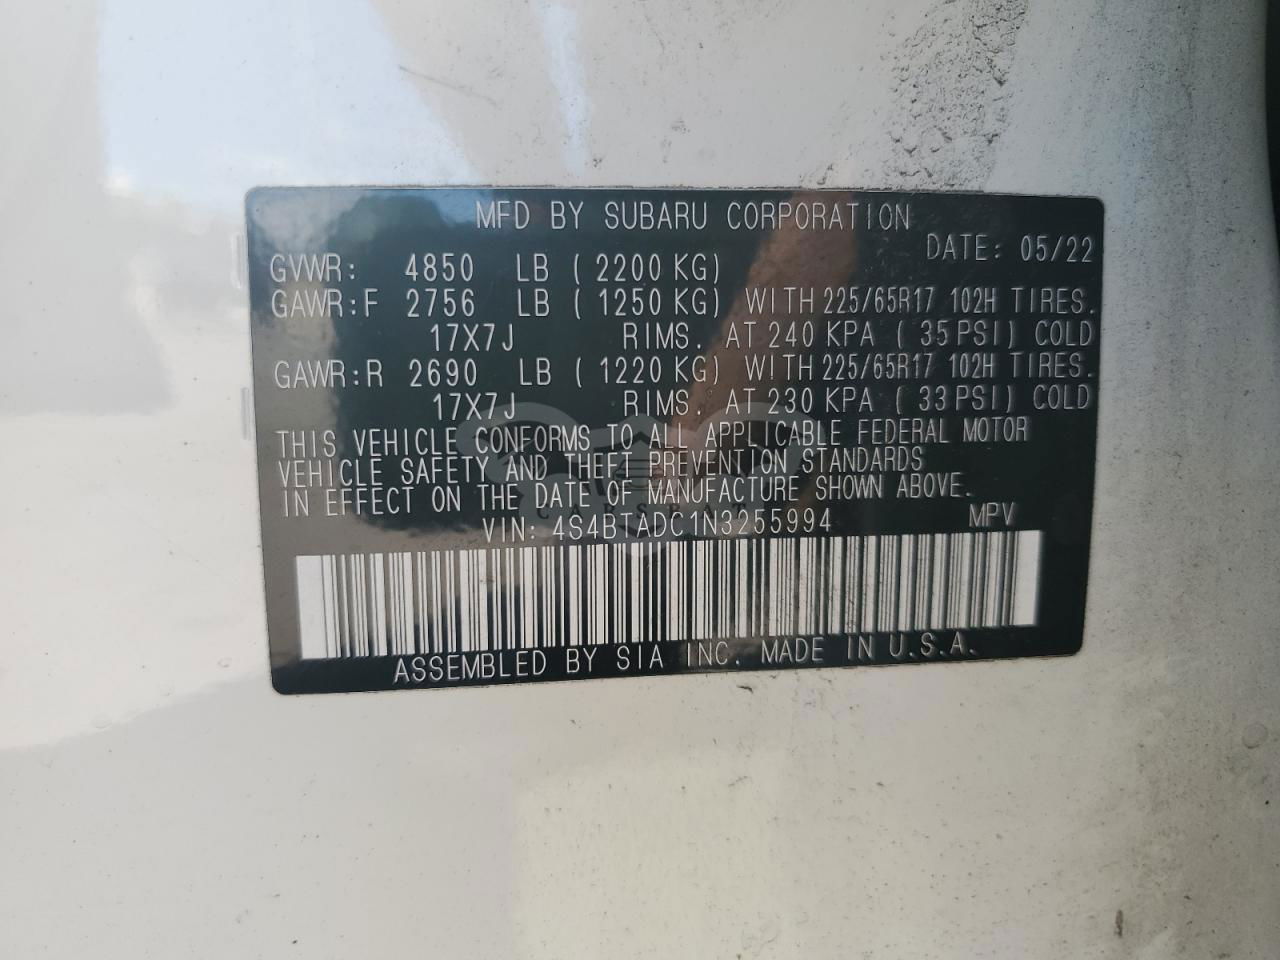 MFD BY SUBARU CORPORATION
DATE: 05/22
GVWR: 4850 LB ( 2200 KG)
GAWR:F 2756 LB ( 1250 KG) WITH 225/65R17 102H TIRES.
17X7J RIMS. AT 240 KPA ( 35 PSI) COLD
GAWR:R 2690 LB ( 1220 KG) WITH 225/65R17 102H TIRES.
17X7J RIMS. AT 230 KPA ( 33 PSI) COLD
THIS VEHICLE CONFORMS TO ALL APPLICABLE FEDERAL MOTOR
VEHICLE SAFETY AND THEFT PREVENTION STANDARDS
IN EFFECT ON THE DATE OF MANUFACTURE SHOWN ABOVE.
VIN: 4S4BTADC1N3255994 MPV
ASSEMBLED BY SIA INC. MADE IN U.S.A.